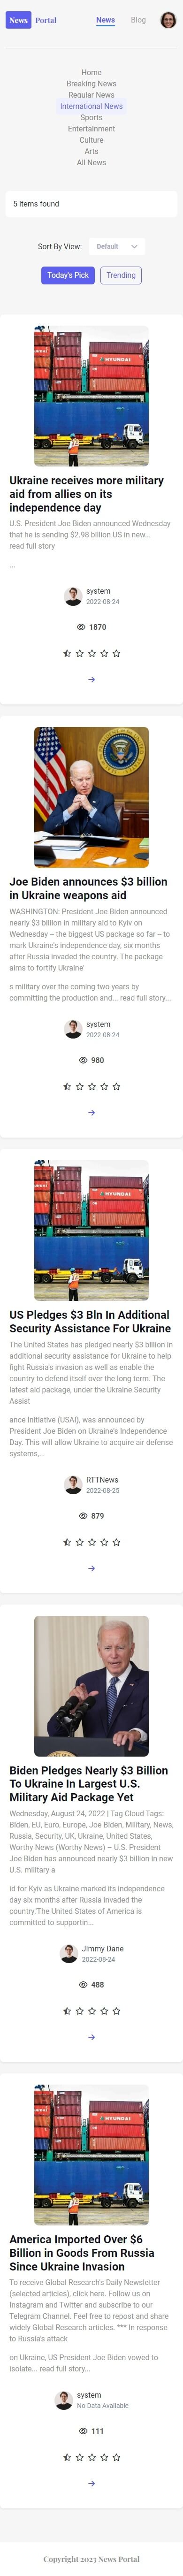 News Portal News Blog
Home
Breaking News
Regular News
International News
Sports
Entertainment
Culture
Arts
All News
5 items found
Sort By View: Default
Today's Pick Trending
HYUNDAI
Ukraine receives more military
aid from allies on its
independence day
U.S. President Joe Biden announced Wednesday
that he is sending $2.98 billion US in new...
read full story
...
system
2022-08-24
1870
Joe Biden announces $3 billion
in Ukraine weapons aid
WASHINGTON: President Joe Biden announced
nearly $3 billion in military aid to Kyiv on
Wednesday -- the biggest US package so far -- to
mark Ukraine's independence day, six months
after Russia invaded the country. The package
aims to fortify Ukraine'
s military over the coming two years by
committing the production and... read full story...
system
2022-08-24
980
HYUNDAI
US Pledges $3 Bln In Additional
Security Assistance For Ukraine
The United States has pledged nearly $3 billion in
additional security assistance for Ukraine to help
fight Russia's invasion as well as enable the
country to defend itself over the long term. The
latest aid package, under the Ukraine Security
Assist
ance Initiative (USAI), was announced by
President Joe Biden on Ukraine's Independence
Day. This will allow Ukraine to acquire air defense
systems,...
RTTNews
2022-08-25
879
Biden Pledges Nearly $3 Billion
To Ukraine In Largest U.S.
Military Aid Package Yet
Wednesday, August 24, 2022 | Tag Cloud Tags:
Biden, EU, Euro, Europe, Joe Biden, Military, News,
Russia, Security, UK, Ukraine, United States,
Worthy News (Worthy News) – U.S. President
Joe Biden has announced nearly $3 billion in new
U.S. military a
id for Kyiv as Ukraine marked its independence
day six months after Russia invaded the
country:'The United States of America is
committed to supportin...
Jimmy Dane
2022-08-24
488
HYUNDAI
America Imported Over $6
Billion in Goods From Russia
Since Ukraine Invasion
To receive Global Research's Daily Newsletter
(selected articles), click here. Follow us on
Instagram and Twitter and subscribe to our
Telegram Channel. Feel free to repost and share
widely Global Research articles. *** In response
to Russia's attack
on Ukraine, US President Joe Biden vowed to
isolate... read full story...
system
No Data Available
111
Copyright 2023 News Portal